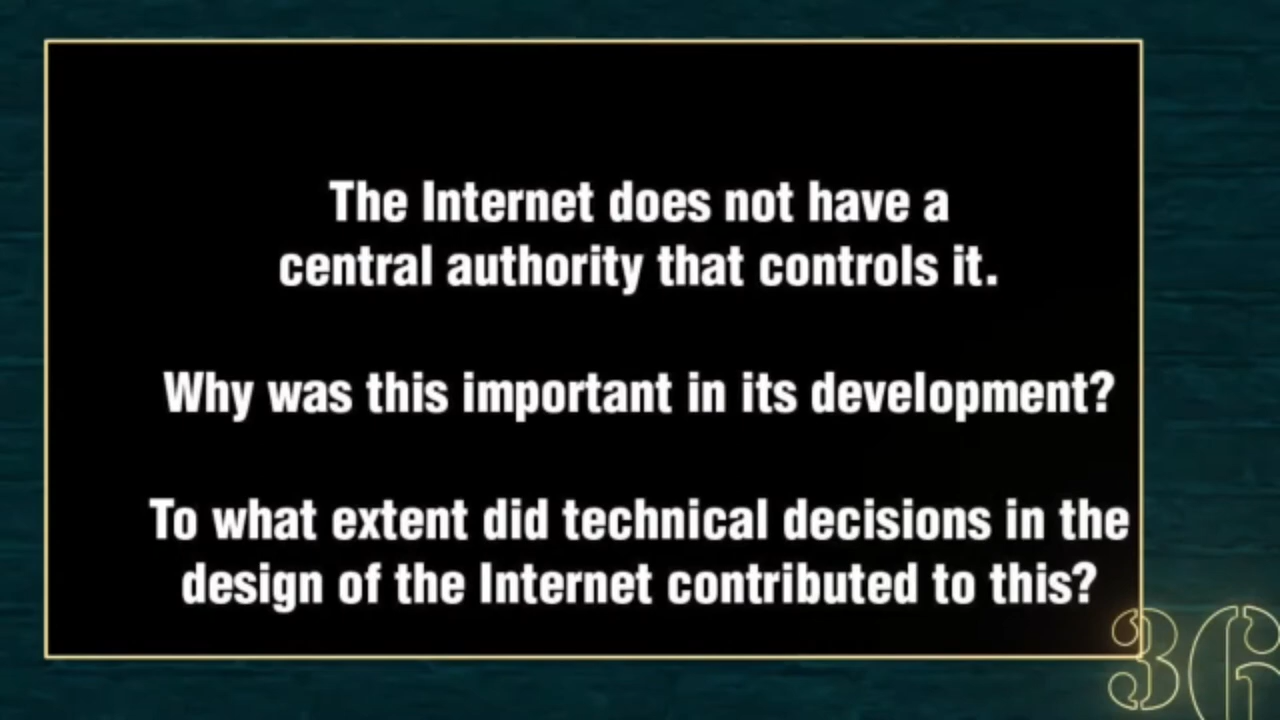 The Internet does not have a
central authority that controls it.
Why was this important in its development?
To what extent did technical decisions in the
design of the Internet contributed to this?
36